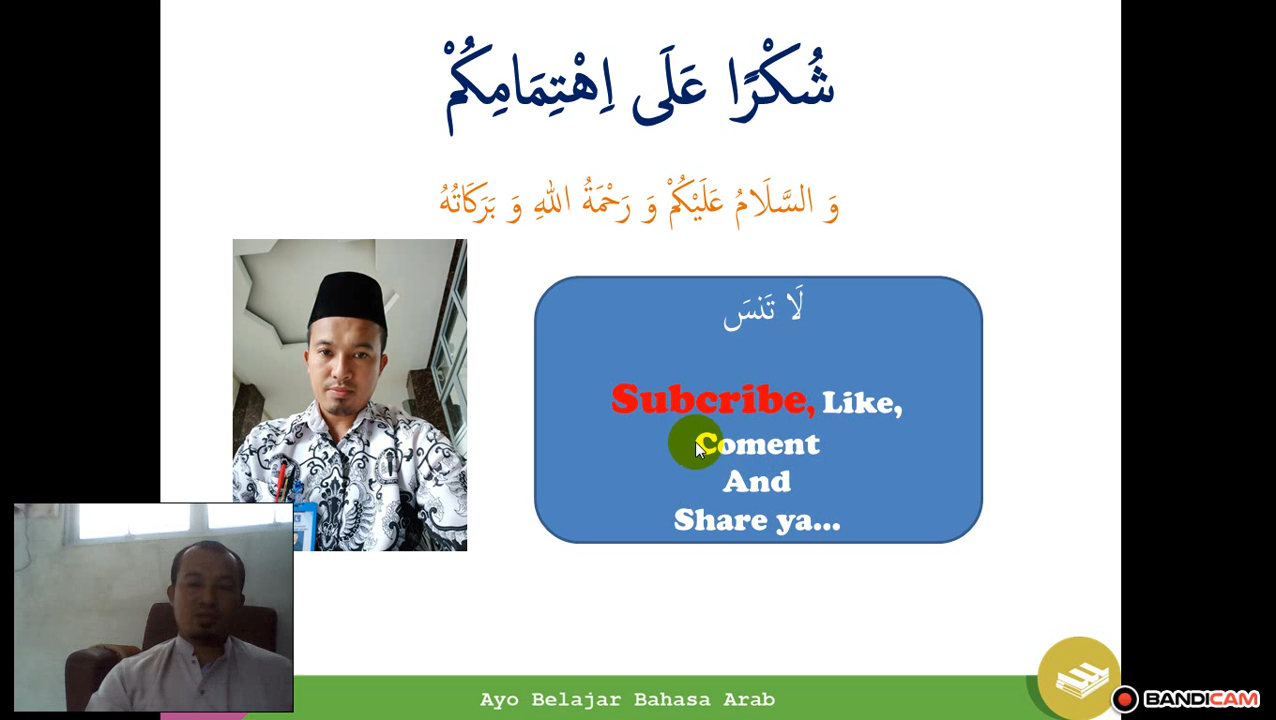 شُكْرًا عَلَى اِهْتِمَامِكُمْ
وَ السَّلَامُ عَلَيْكُمْ وَ رَحْمَةُ اللهِ وَ بَرَكَاتُهُ
لَا تَنسَ
Subcribe, Like,
Coment
And
Share ya...
Ayo Belajar Bahasa Arab
BANDICAM